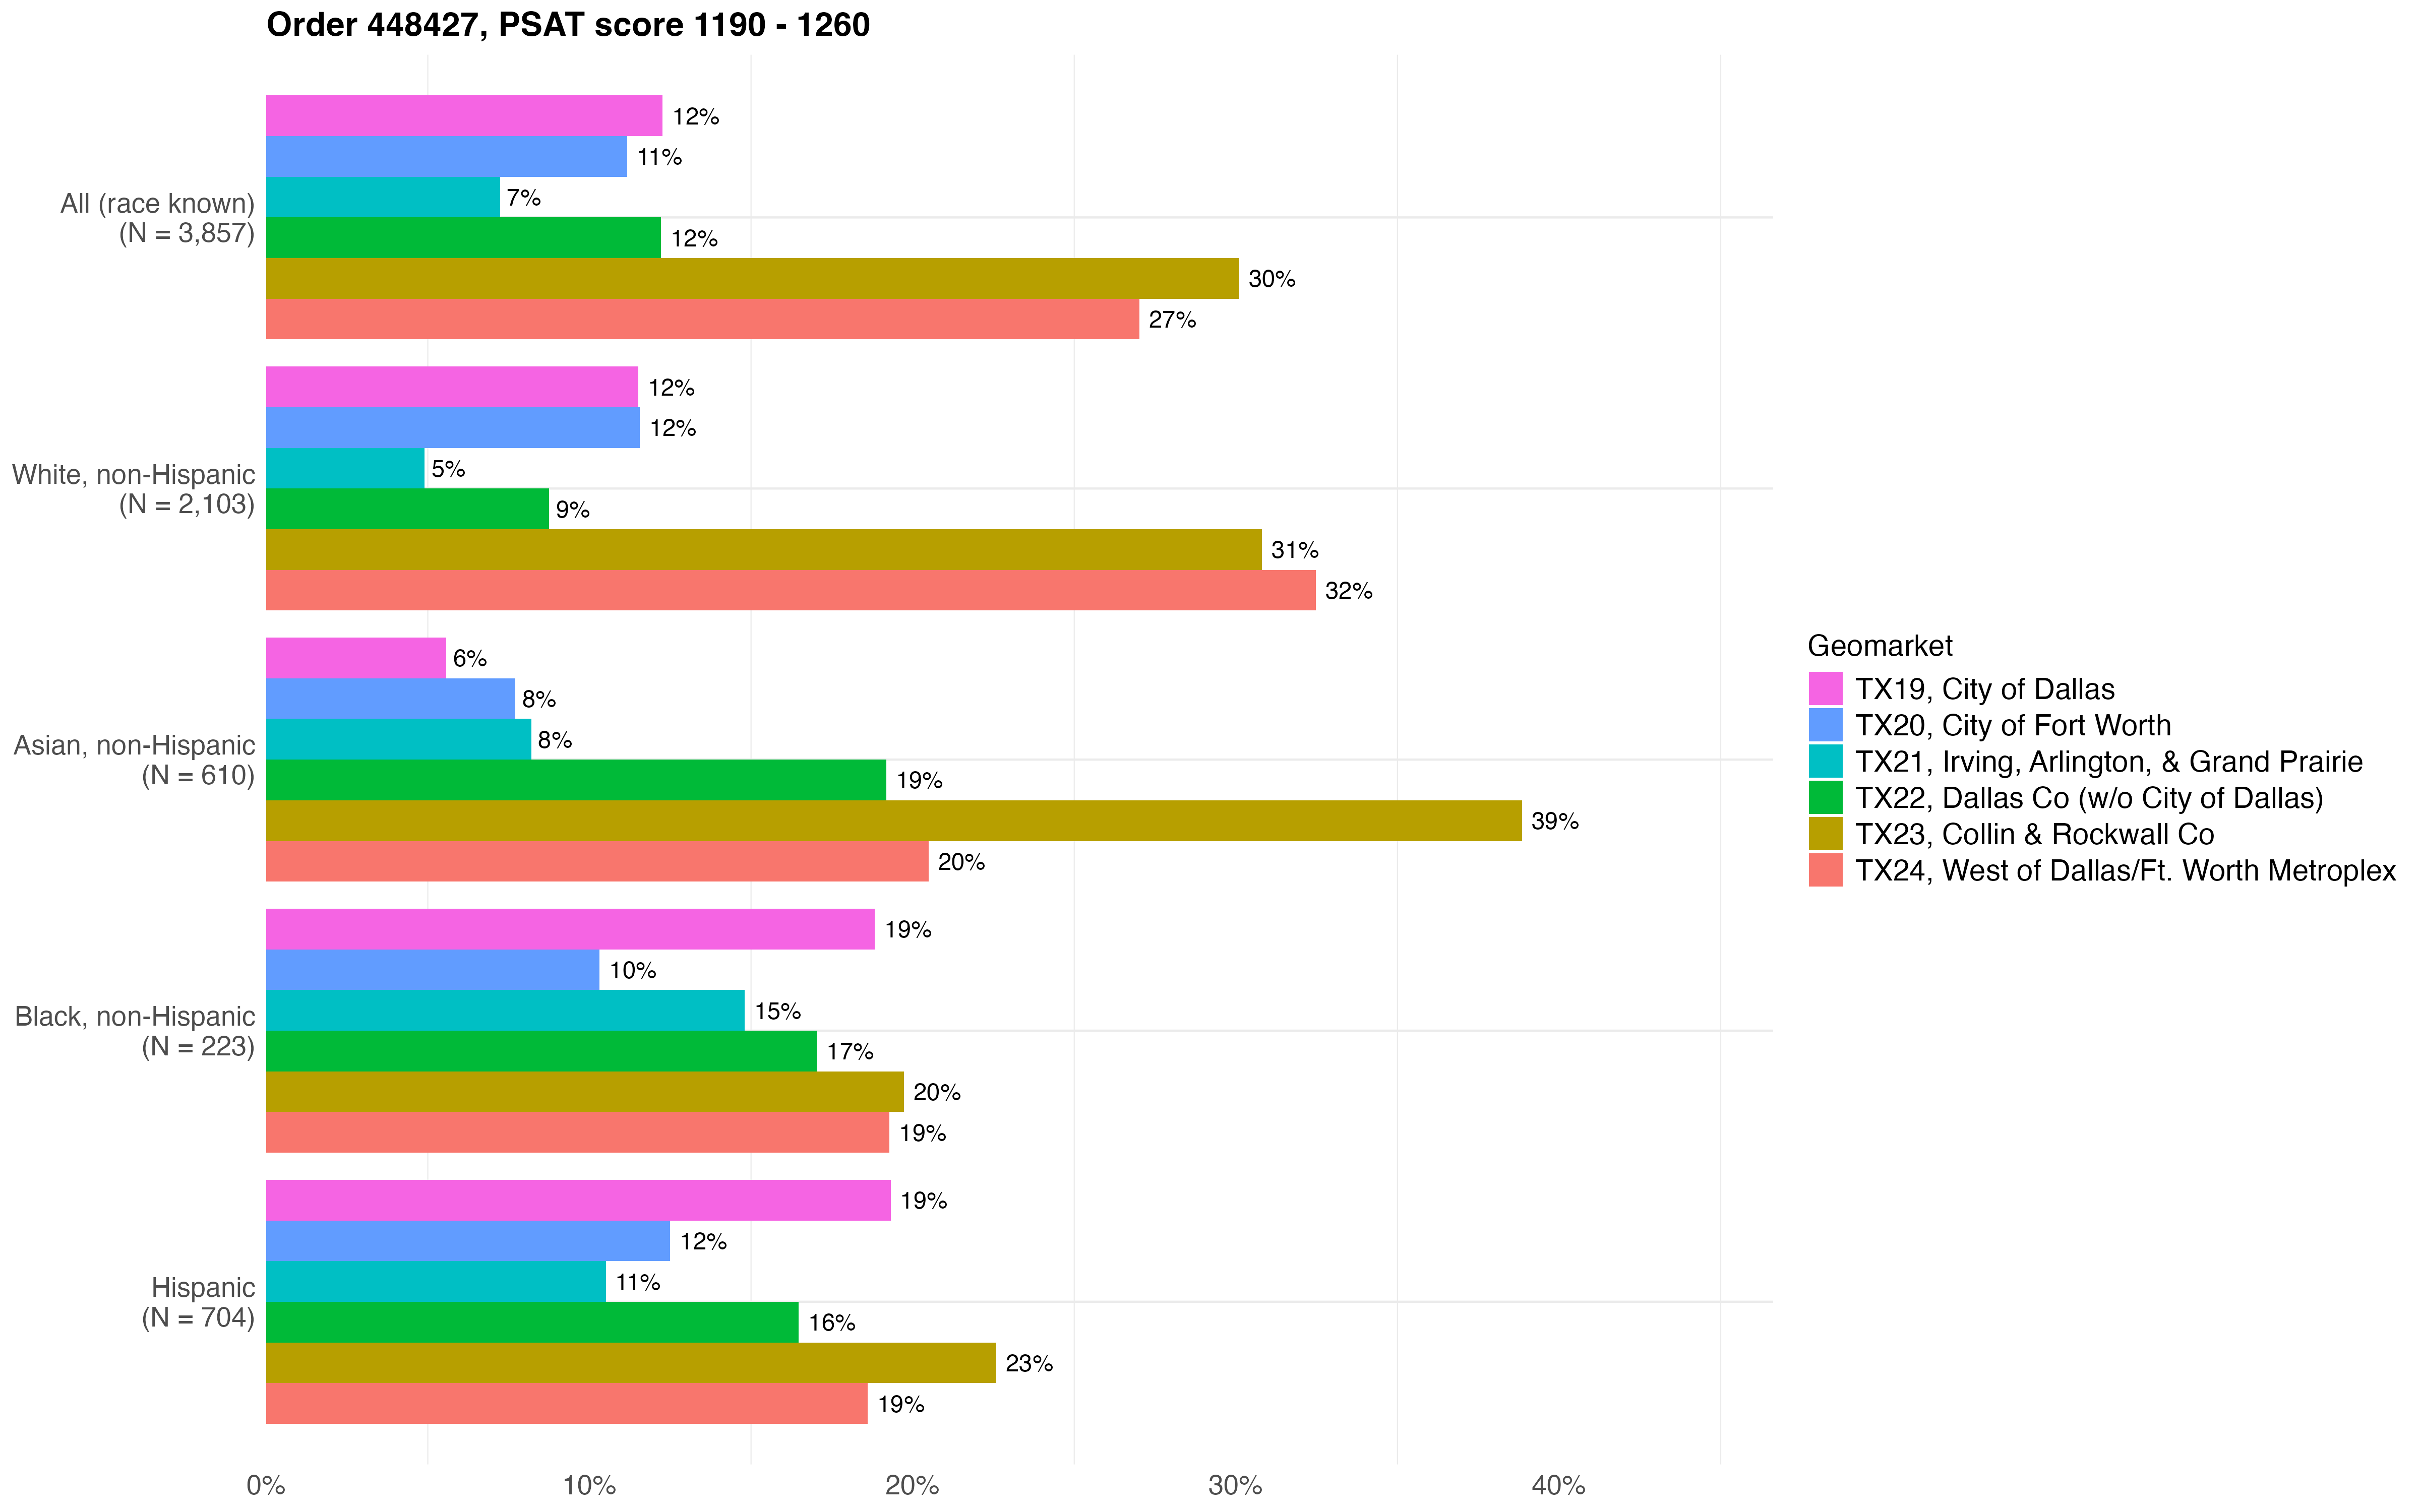 Order 448427, PSAT score 1190 - 1260
All (race known)
(N = 3,857)
12%
11%
7%
12%
30%
27%
White, non-Hispanic
(N = 2,103)
12%
12%
5%
9%
31%
32%
Asian, non-Hispanic
(N = 610)
6%
8%
8%
19%
39%
20%
Black, non-Hispanic
(N = 223)
19%
10%
15%
17%
20%
19%
Hispanic
(N = 704)
19%
12%
11%
16%
23%
19%
0%
10%
20%
30%
40%
Geomarket
TX19, City of Dallas
TX20, City of Fort Worth
TX21, Irving, Arlington, & Grand Prairie
TX22, Dallas Co (w/o City of Dallas)
TX23, Collin & Rockwall Co
TX24, West of Dallas/Ft. Worth Metroplex